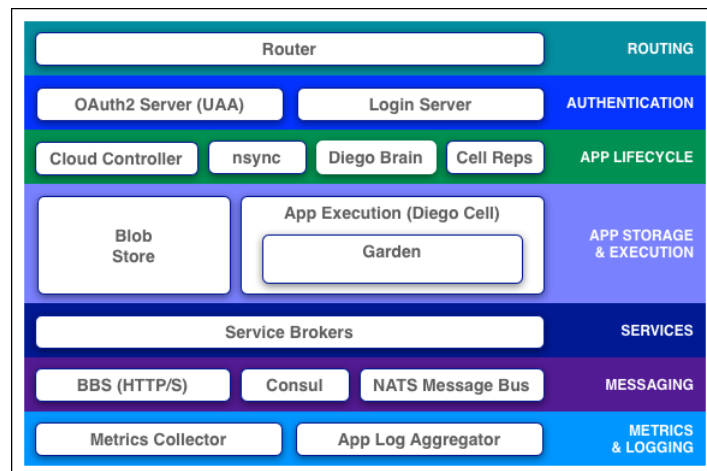 Router
ROUTING
OAuth2 Server (UAA)
Login Server
AUTHENTICATION
Cloud Controller
nsync
Diego Brain
Cell Reps
APP LIFECYCLE
Blob
Store
App Execution (Diego Cell)
Garden
APP STORAGE
& EXECUTION
Service Brokers
SERVICES
BBS (HTTP/S)
Consul
NATS Message Bus
MESSAGING
Metrics Collector
App Log Aggregator
METRICS
& LOGGING